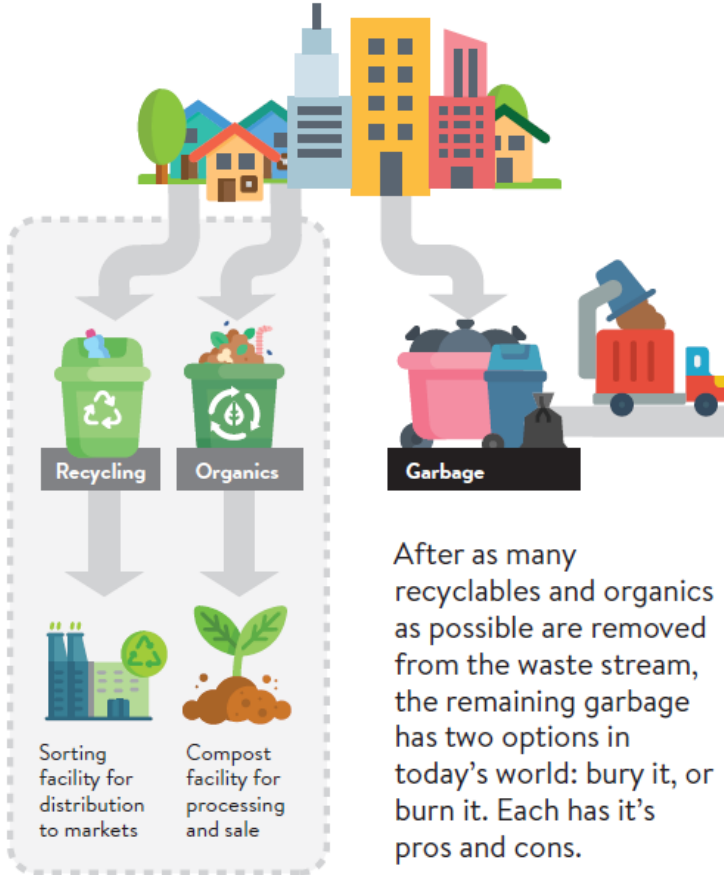 Recycling
Organics
Garbage
Sorting
facility for
distribution
to markets
Compost
facility for
processing
and sale
After as many
recyclables and organics
as possible are removed
from the waste stream,
the remaining garbage
has two options in
today's world: bury it, or
burn it. Each has it's
pros and cons.